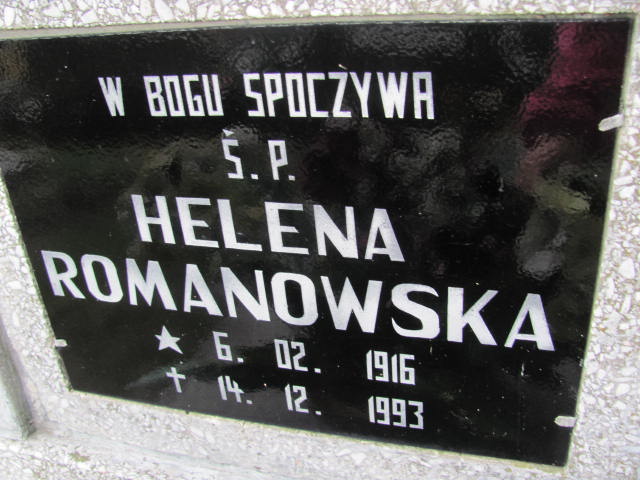 W BOGU SPOCZYWA
Ś. P.
HELENA
ROMANOWSKA
★ 6. 02. 1916
✝ 14. 12. 1993